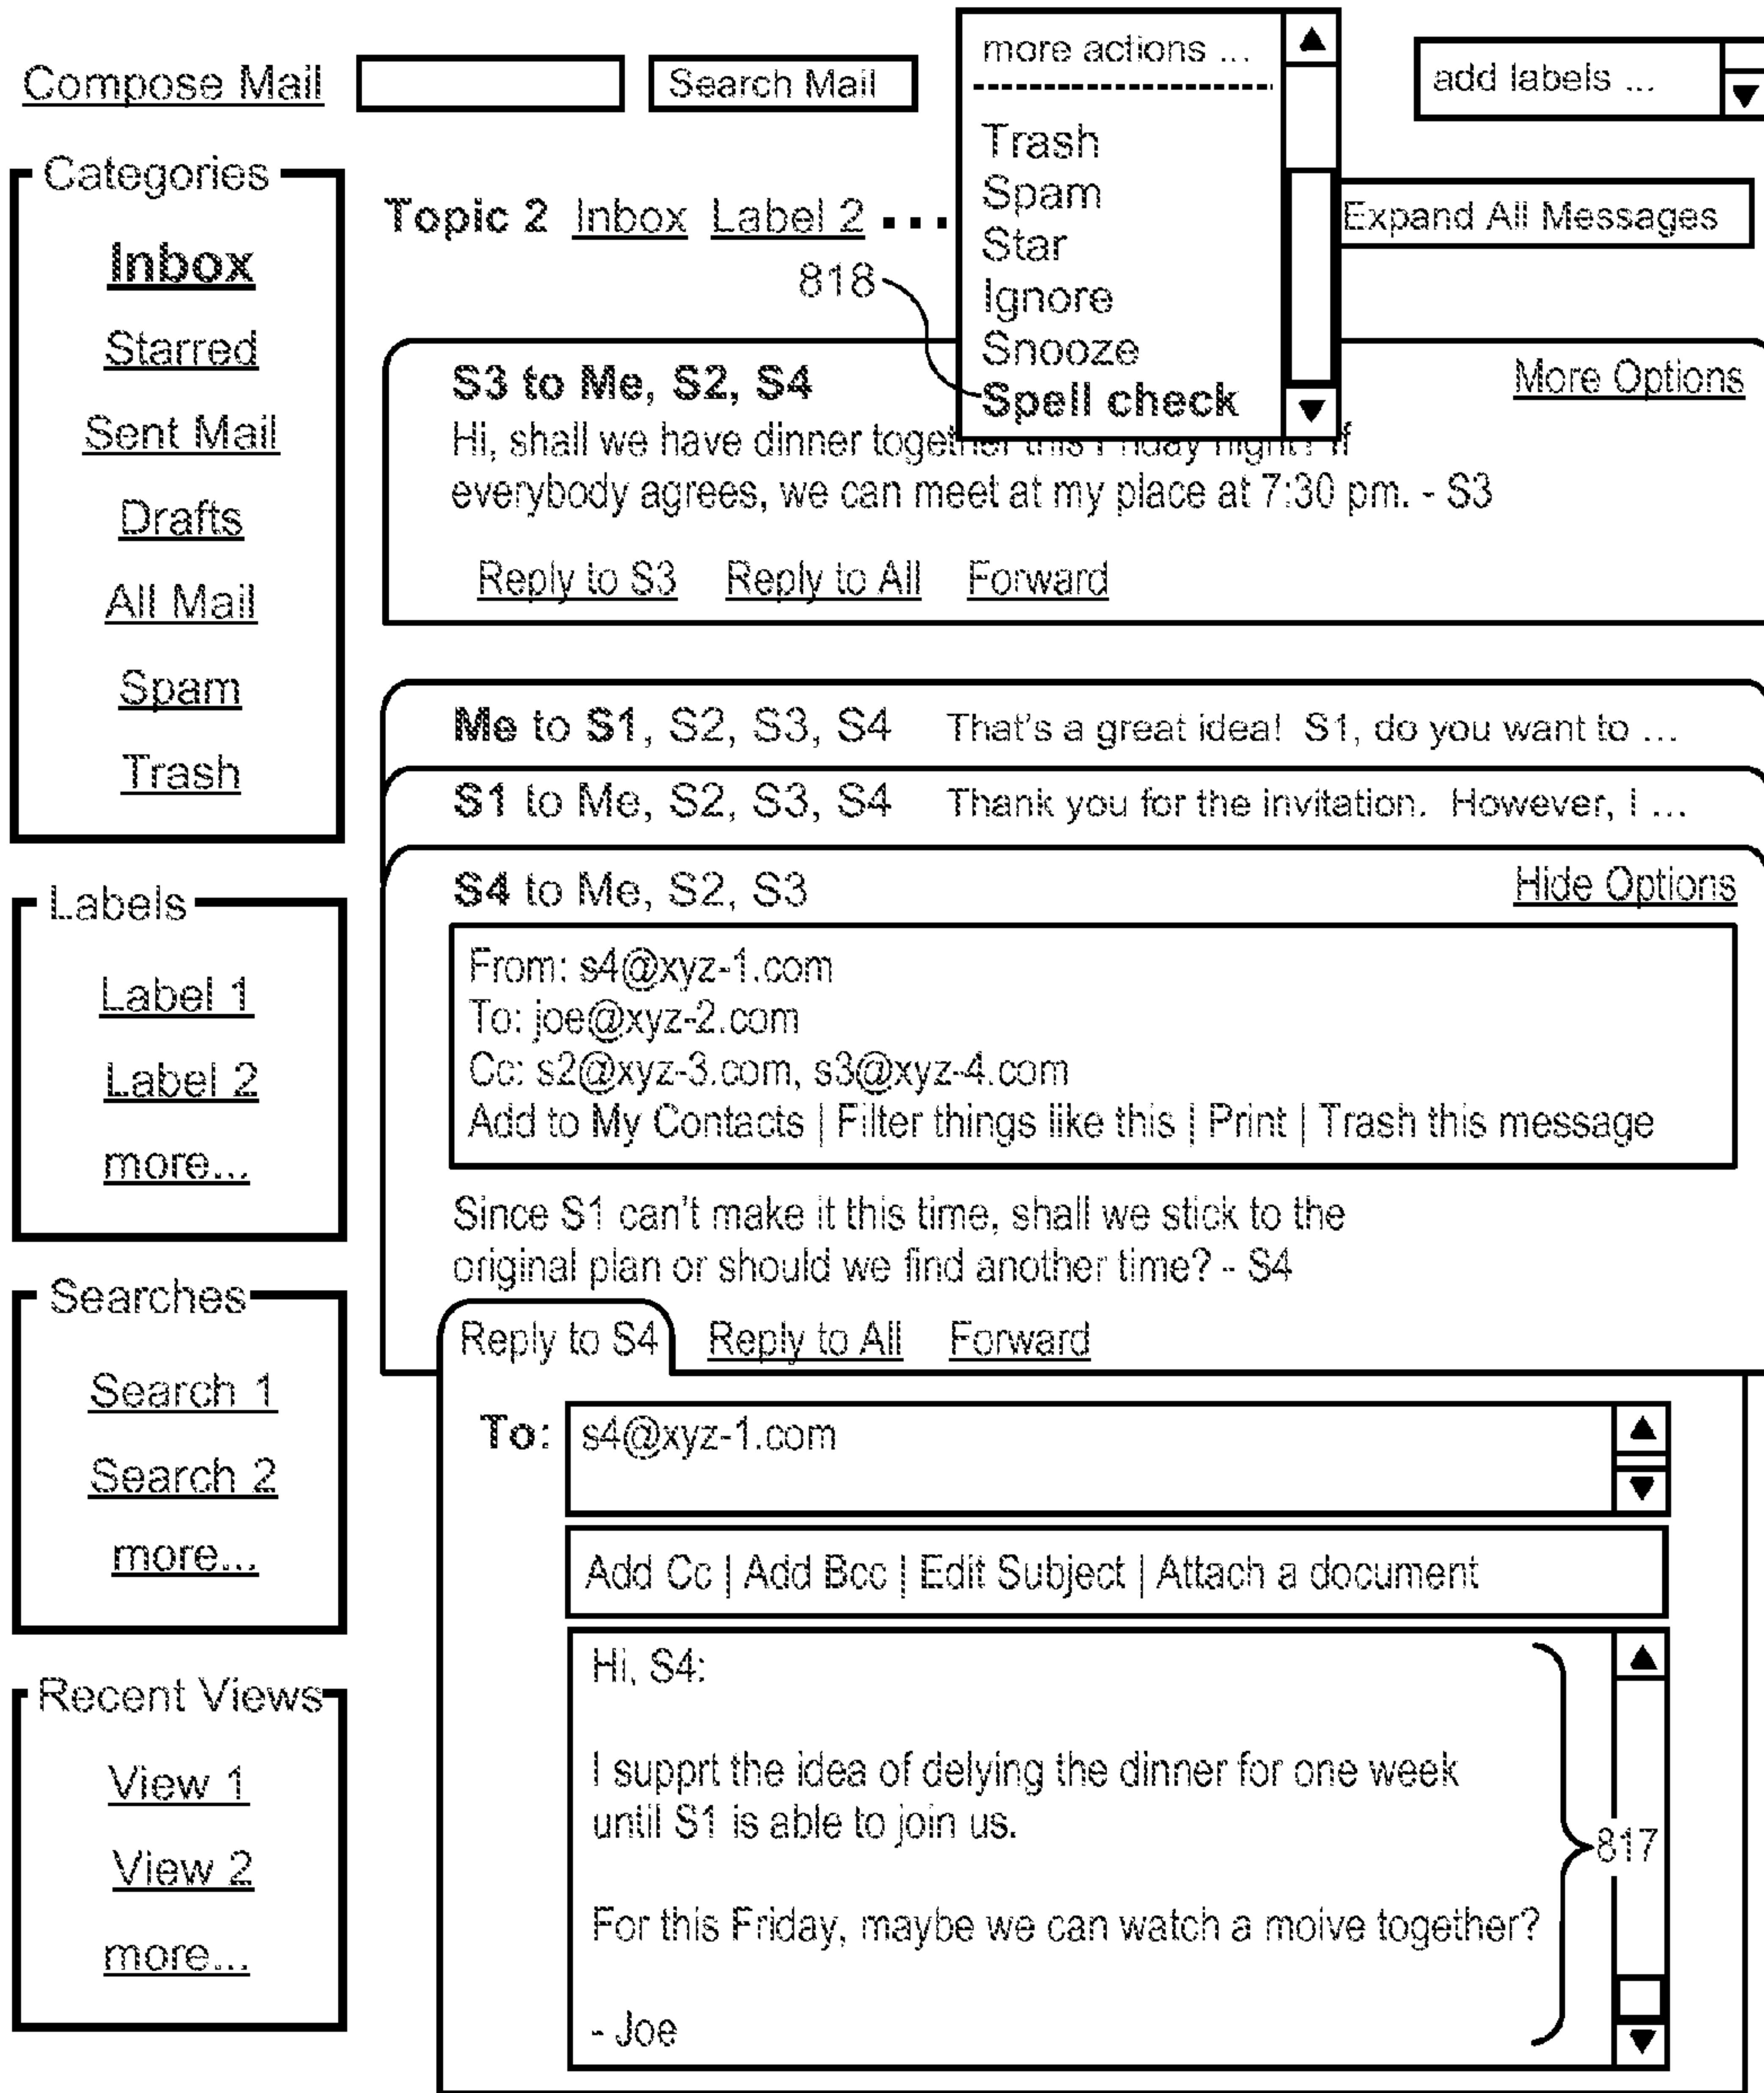 Compose Mail
Search Mail
more actions ...
Trash
Spam
Star
Ignore
Snooze
Spell check
add labels ...
Categories
Inbox
Starred
Sent Mail
Drafts
All Mail
Spam
Trash
Labels
Label 1
Label 2
more...
Searches
Search 1
Search 2
more...
Recent Views
View 1
View 2
more...
Topic 2 Inbox Label 2 ...
Expand All Messages
818
S3 to Me, S2, S4
More Options
Hi, shall we have dinner together this Friday night? If
everybody agrees, we can meet at my place at 7:30 pm. - S3
Reply to S3 Reply to All Forward
Me to S1, S2, S3, S4 That's a great idea! S1, do you want to ...
S1 to Me, S2, S3, S4 Thank you for the invitation. However, I ...
S4 to Me, S2, S3
Hide Options
From: s4@xyz-1.com
To: joe@xyz-2.com
Cc: s2@xyz-3.com, s3@xyz-4.com
Add to My Contacts | Filter things like this | Print | Trash this message
Since S1 can't make it this time, shall we stick to the
original plan or should we find another time? - S4
Reply to S4 Reply to All Forward
To: s4@xyz-1.com
Add Cc | Add Bcc | Edit Subject | Attach a document
Hi, S4:
I supprt the idea of delying the dinner for one week
until S1 is able to join us.
817
For this Friday, maybe we can watch a moive together?
- Joe